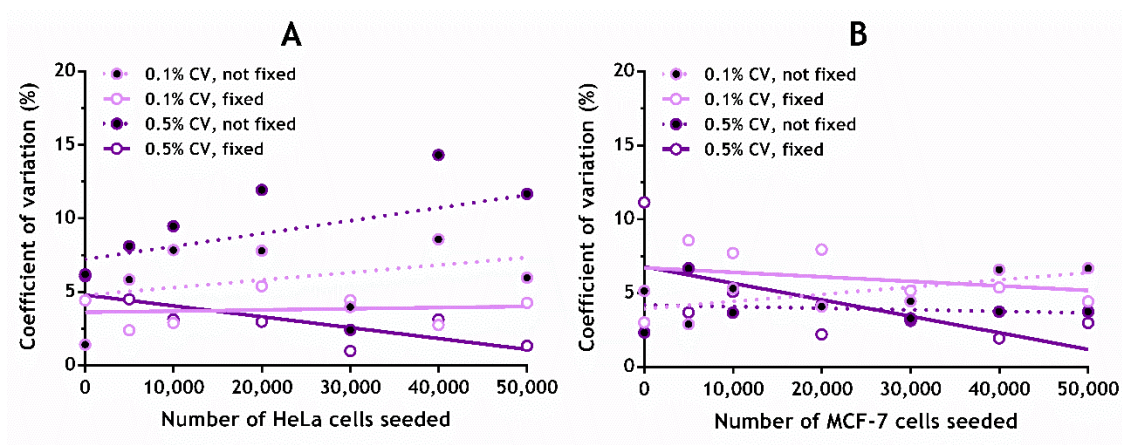 A
20
15
10
5
0
Coefficient of variation (%)
0.1% CV, not fixed
0.1% CV, fixed
0.5% CV, not fixed
0.5% CV, fixed
0 10,000 20,000 30,000 40,000 50,000
Number of HeLa cells seeded
B
20
15
10
5
0
Coefficient of variation (%)
0.1% CV, not fixed
0.1% CV, fixed
0.5% CV, not fixed
0.5% CV, fixed
0 10,000 20,000 30,000 40,000 50,000
Number of MCF-7 cells seeded